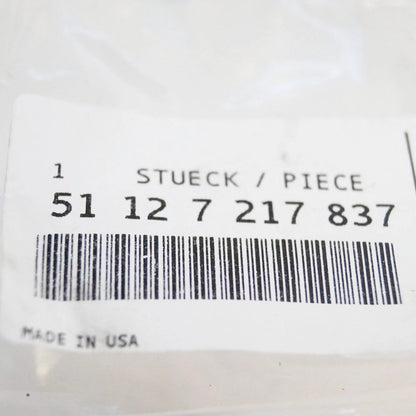 1 STUECK / PIECE
51 12 7 217 837
MADE IN USA